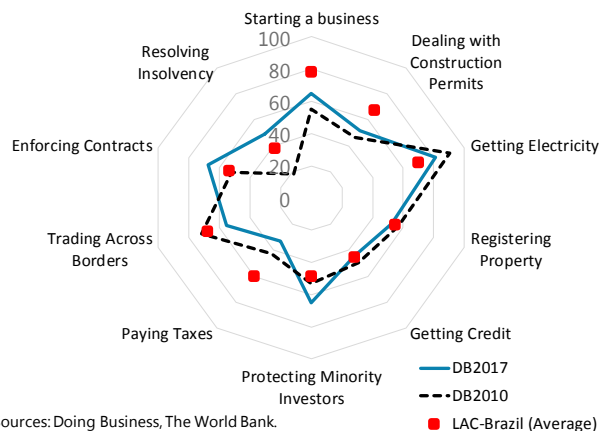 Starting a business
100
80
60
40
20
0
Dealing with
Construction
Permits
Getting Electricity
Registering
Property
Getting Credit
Protecting Minority
Investors
Paying Taxes
Trading Across
Borders
Enforcing Contracts
Resolving
Insolvency
DB2017
DB2010
LAC-Brazil (Average)
ources: Doing Business, The World Bank.